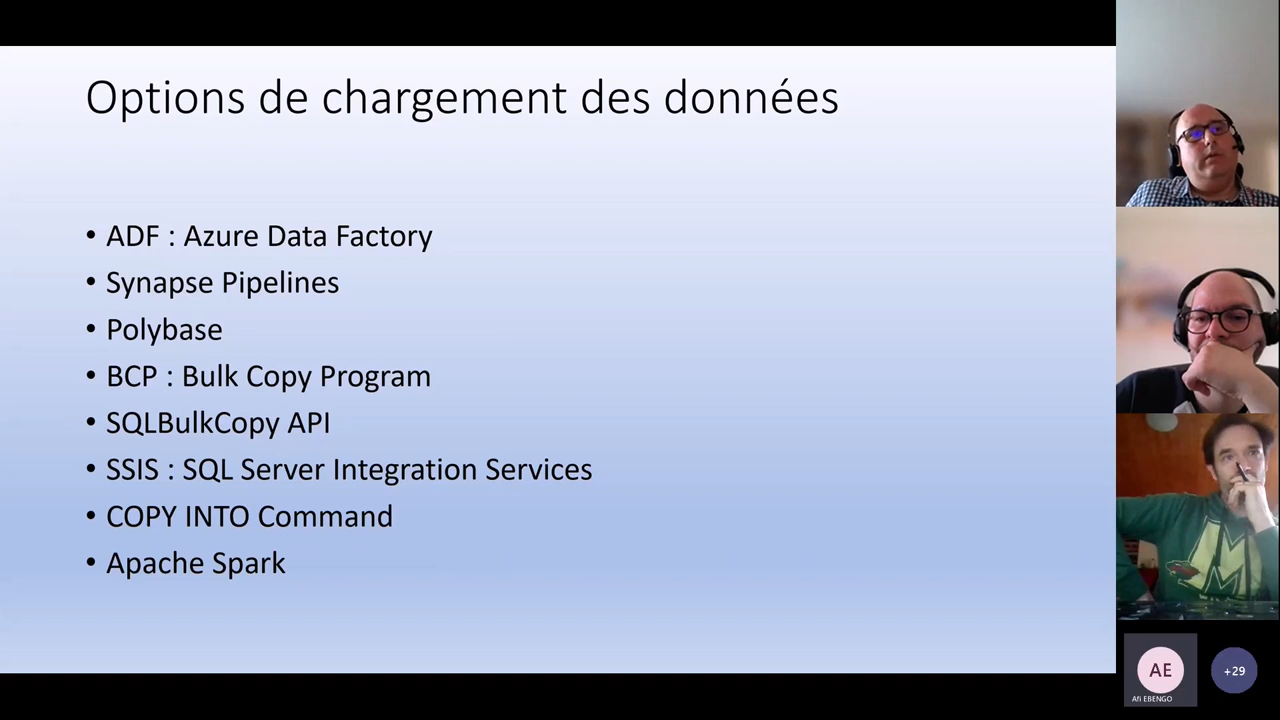 Options de chargement des données
• ADF : Azure Data Factory
• Synapse Pipelines
• Polybase
• BCP : Bulk Copy Program
• SQLBulkCopy API
• SSIS : SQL Server Integration Services
• COPY INTO Command
• Apache Spark
AE
Afi EBENGO
+29